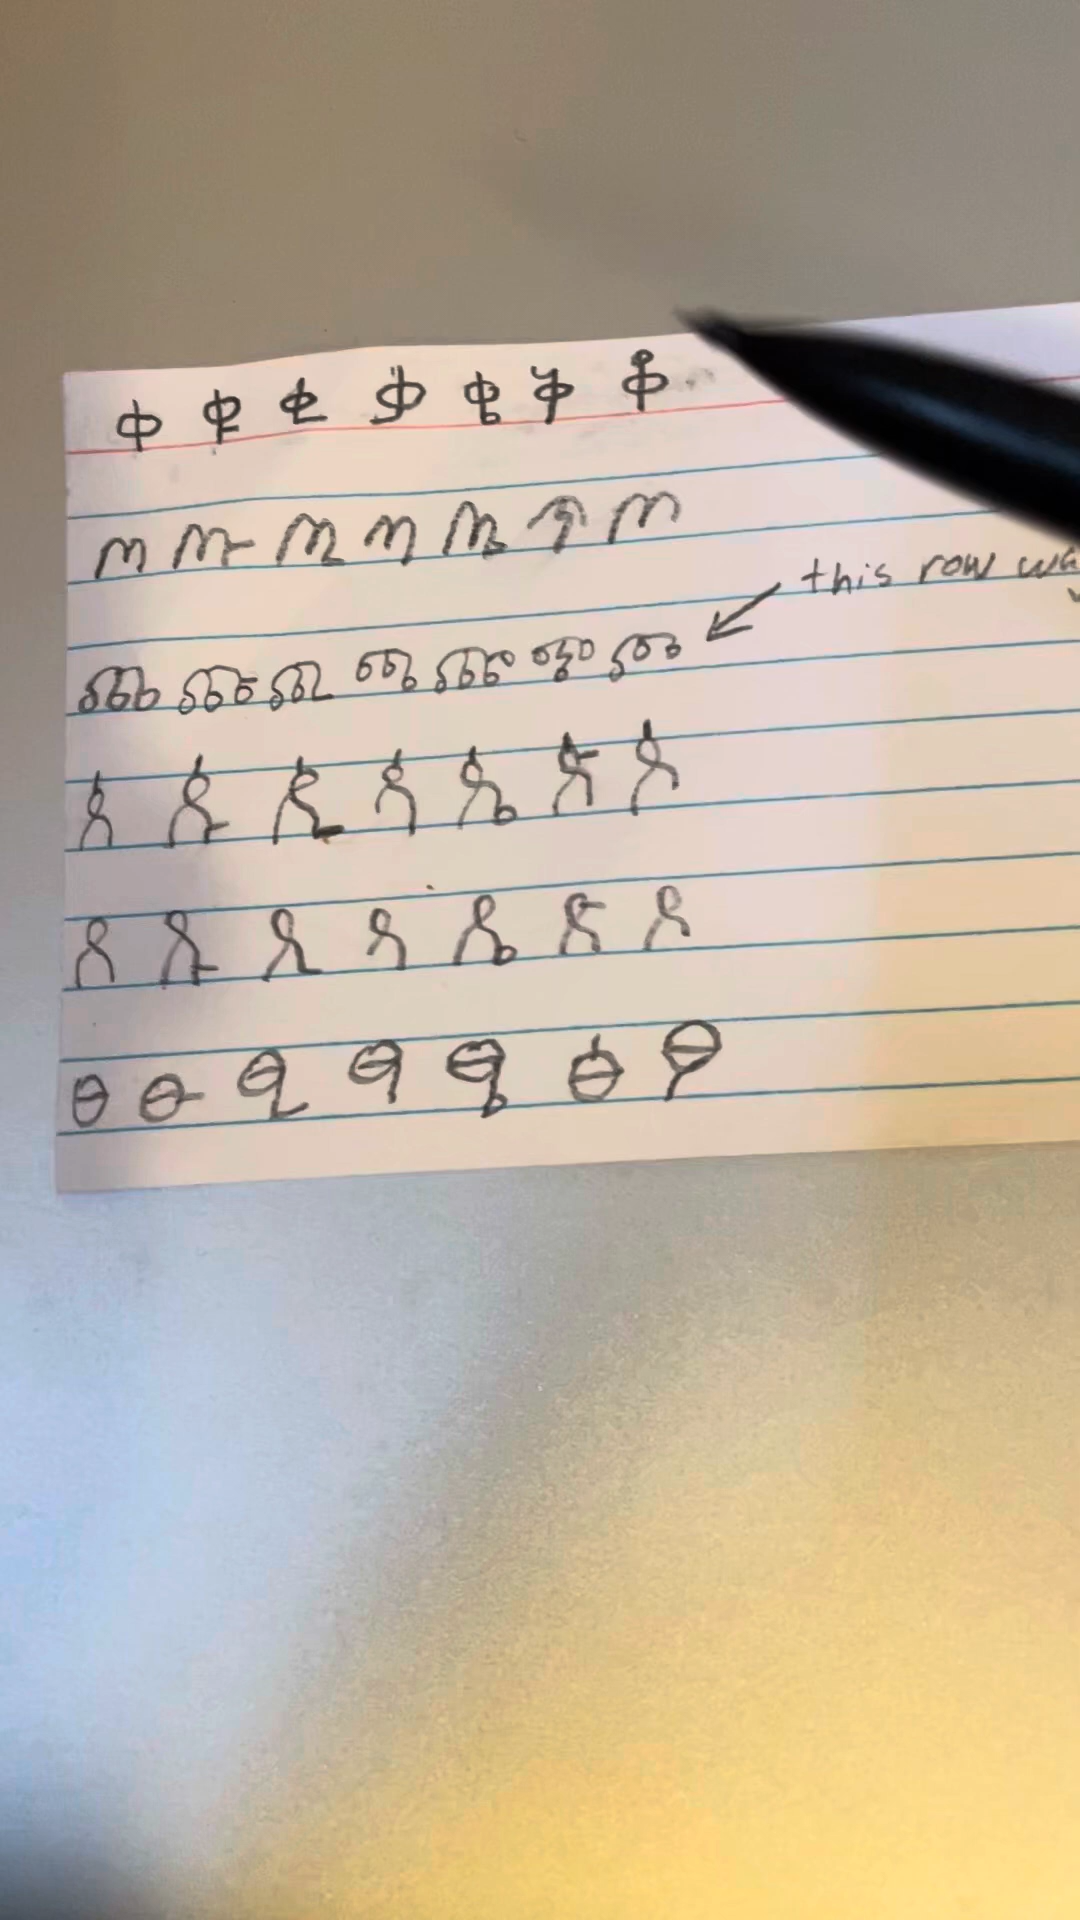 ቀ ቁ ቂ ቃ ቄ ቅ ቆ
ጠ ጡ ጢ ጣ ጤ ጥ ጦ
this row
ጨ ጩ ጪ ጫ ጬ ጭ ጮ
ጰ ጱ ጲ ጳ ጴ ጵ ጶ
ጸ ጹ ጺ ጻ ጼ ጽ ጾ
ፀ ፁ ፂ ፃ ፄ ፅ ፆ